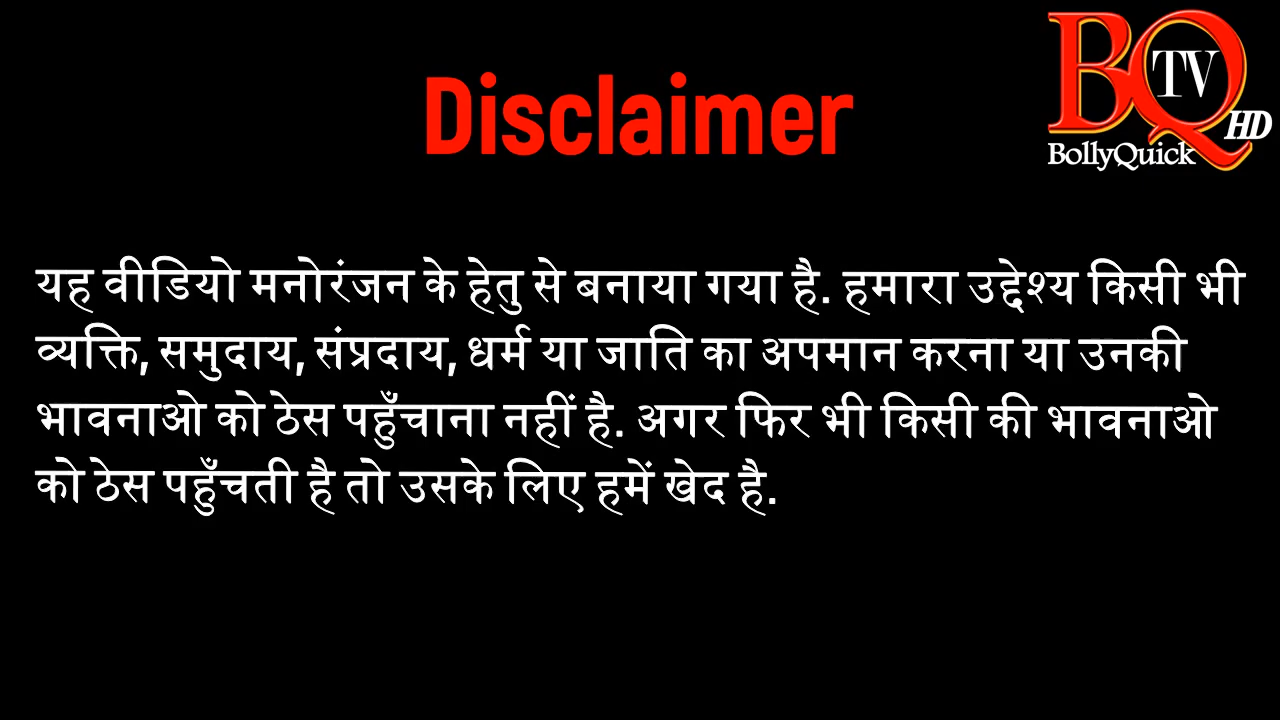 BQ TV HD
BollyQuick
Disclaimer
यह वीडियो मनोरंजन के हेतु से बनाया गया है. हमारा उद्देश्य किसी भी
व्यक्ति, समुदाय, संप्रदाय, धर्म या जाति का अपमान करना या उनकी
भावनाओ को ठेस पहुँचाना नहीं है. अगर फिर भी किसी की भावनाओ
को ठेस पहुँचती है तो उसके लिए हमें खेद है.